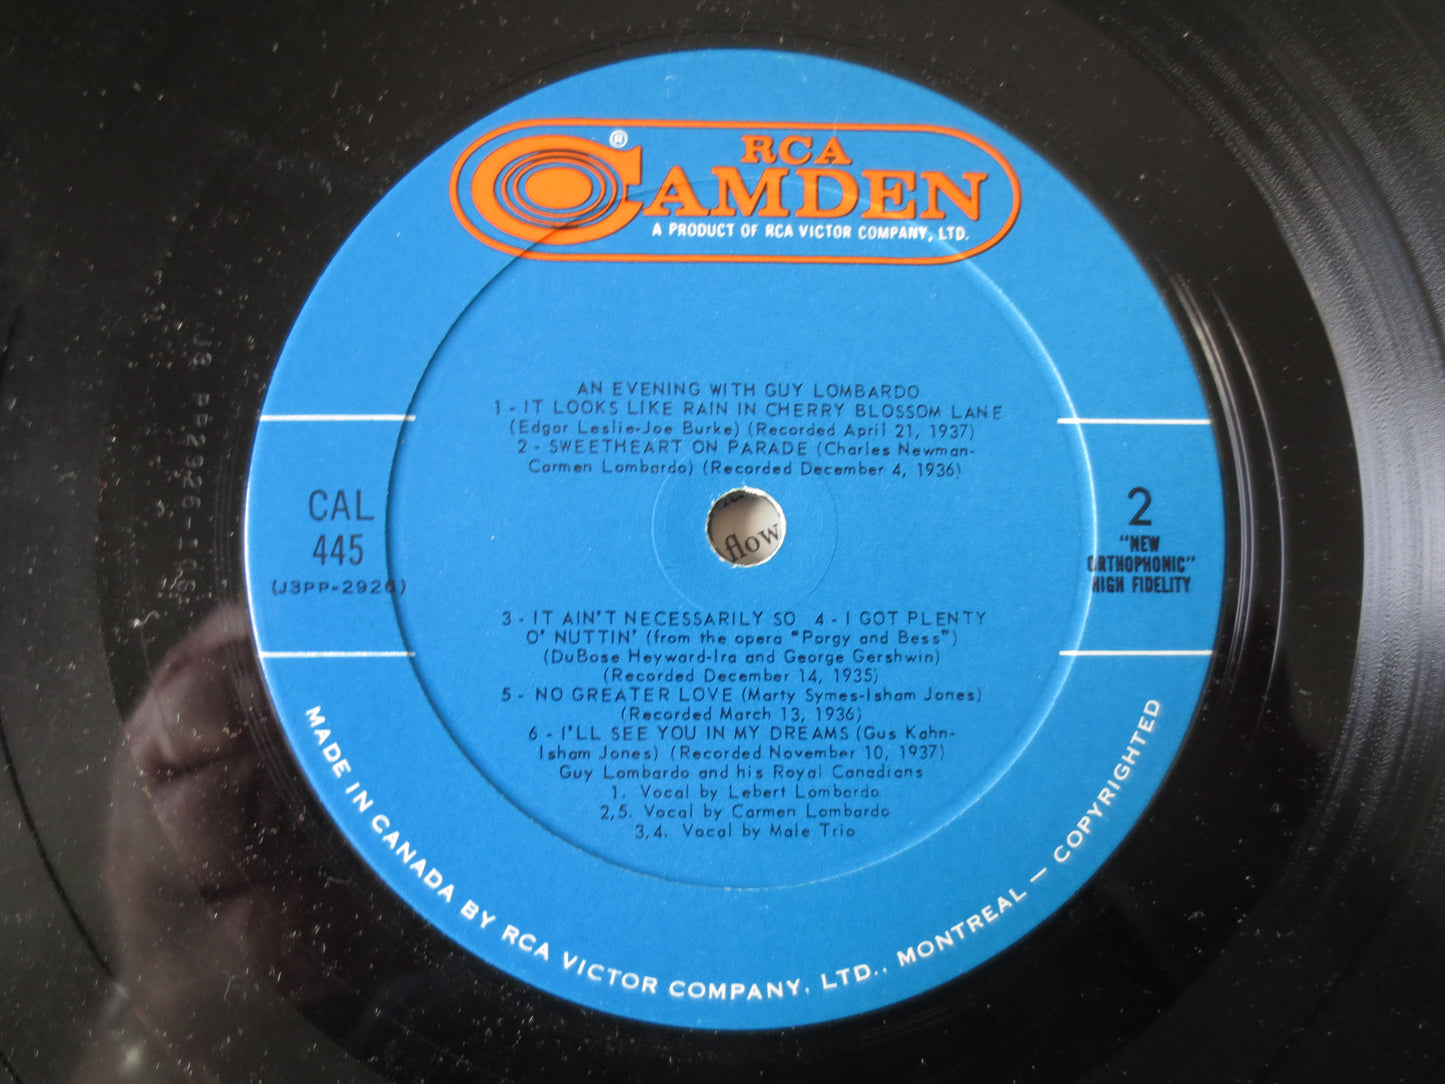 RCA
CAMDEN ®
A PRODUCT OF RCA VICTOR COMPANY, LTD.
AN EVENING WITH GUY LOMBARDO
1 - IT LOOKS LIKE RAIN IN CHERRY BLOSSOM LANE
(Edgar Leslie-Joe Burke) (Recorded April 21, 1937)
2 - SWEETHEART ON PARADE (Charles Newman-
Carmen Lombardo) (Recorded December 4, 1936)
CAL
445
(J3PP-2926)
flow
2
"NEW
ORTHOPHONIC"
HIGH FIDELITY
3 - IT AIN'T NECESSARILY SO 4 - I GOT PLENTY
O' NUTTIN' (from the opera "Porgy and Bess")
(DuBose Heyward-Ira and George Gershwin)
(Recorded December 14, 1935)
5 - NO GREATER LOVE (Marty Symes-Isham Jones)
(Recorded March 13, 1936)
6 - I'LL SEE YOU IN MY DREAMS (Gus Kahn-
Isham Jones) (Recorded November 10, 1937)
Guy Lombardo and his Royal Canadians
1. Vocal by Lebert Lombardo
2,5. Vocal by Carmen Lombardo
3,4. Vocal by Male Trio
MADE IN CANADA BY RCA VICTOR COMPANY, LTD., MONTREAL — COPYRIGHTED